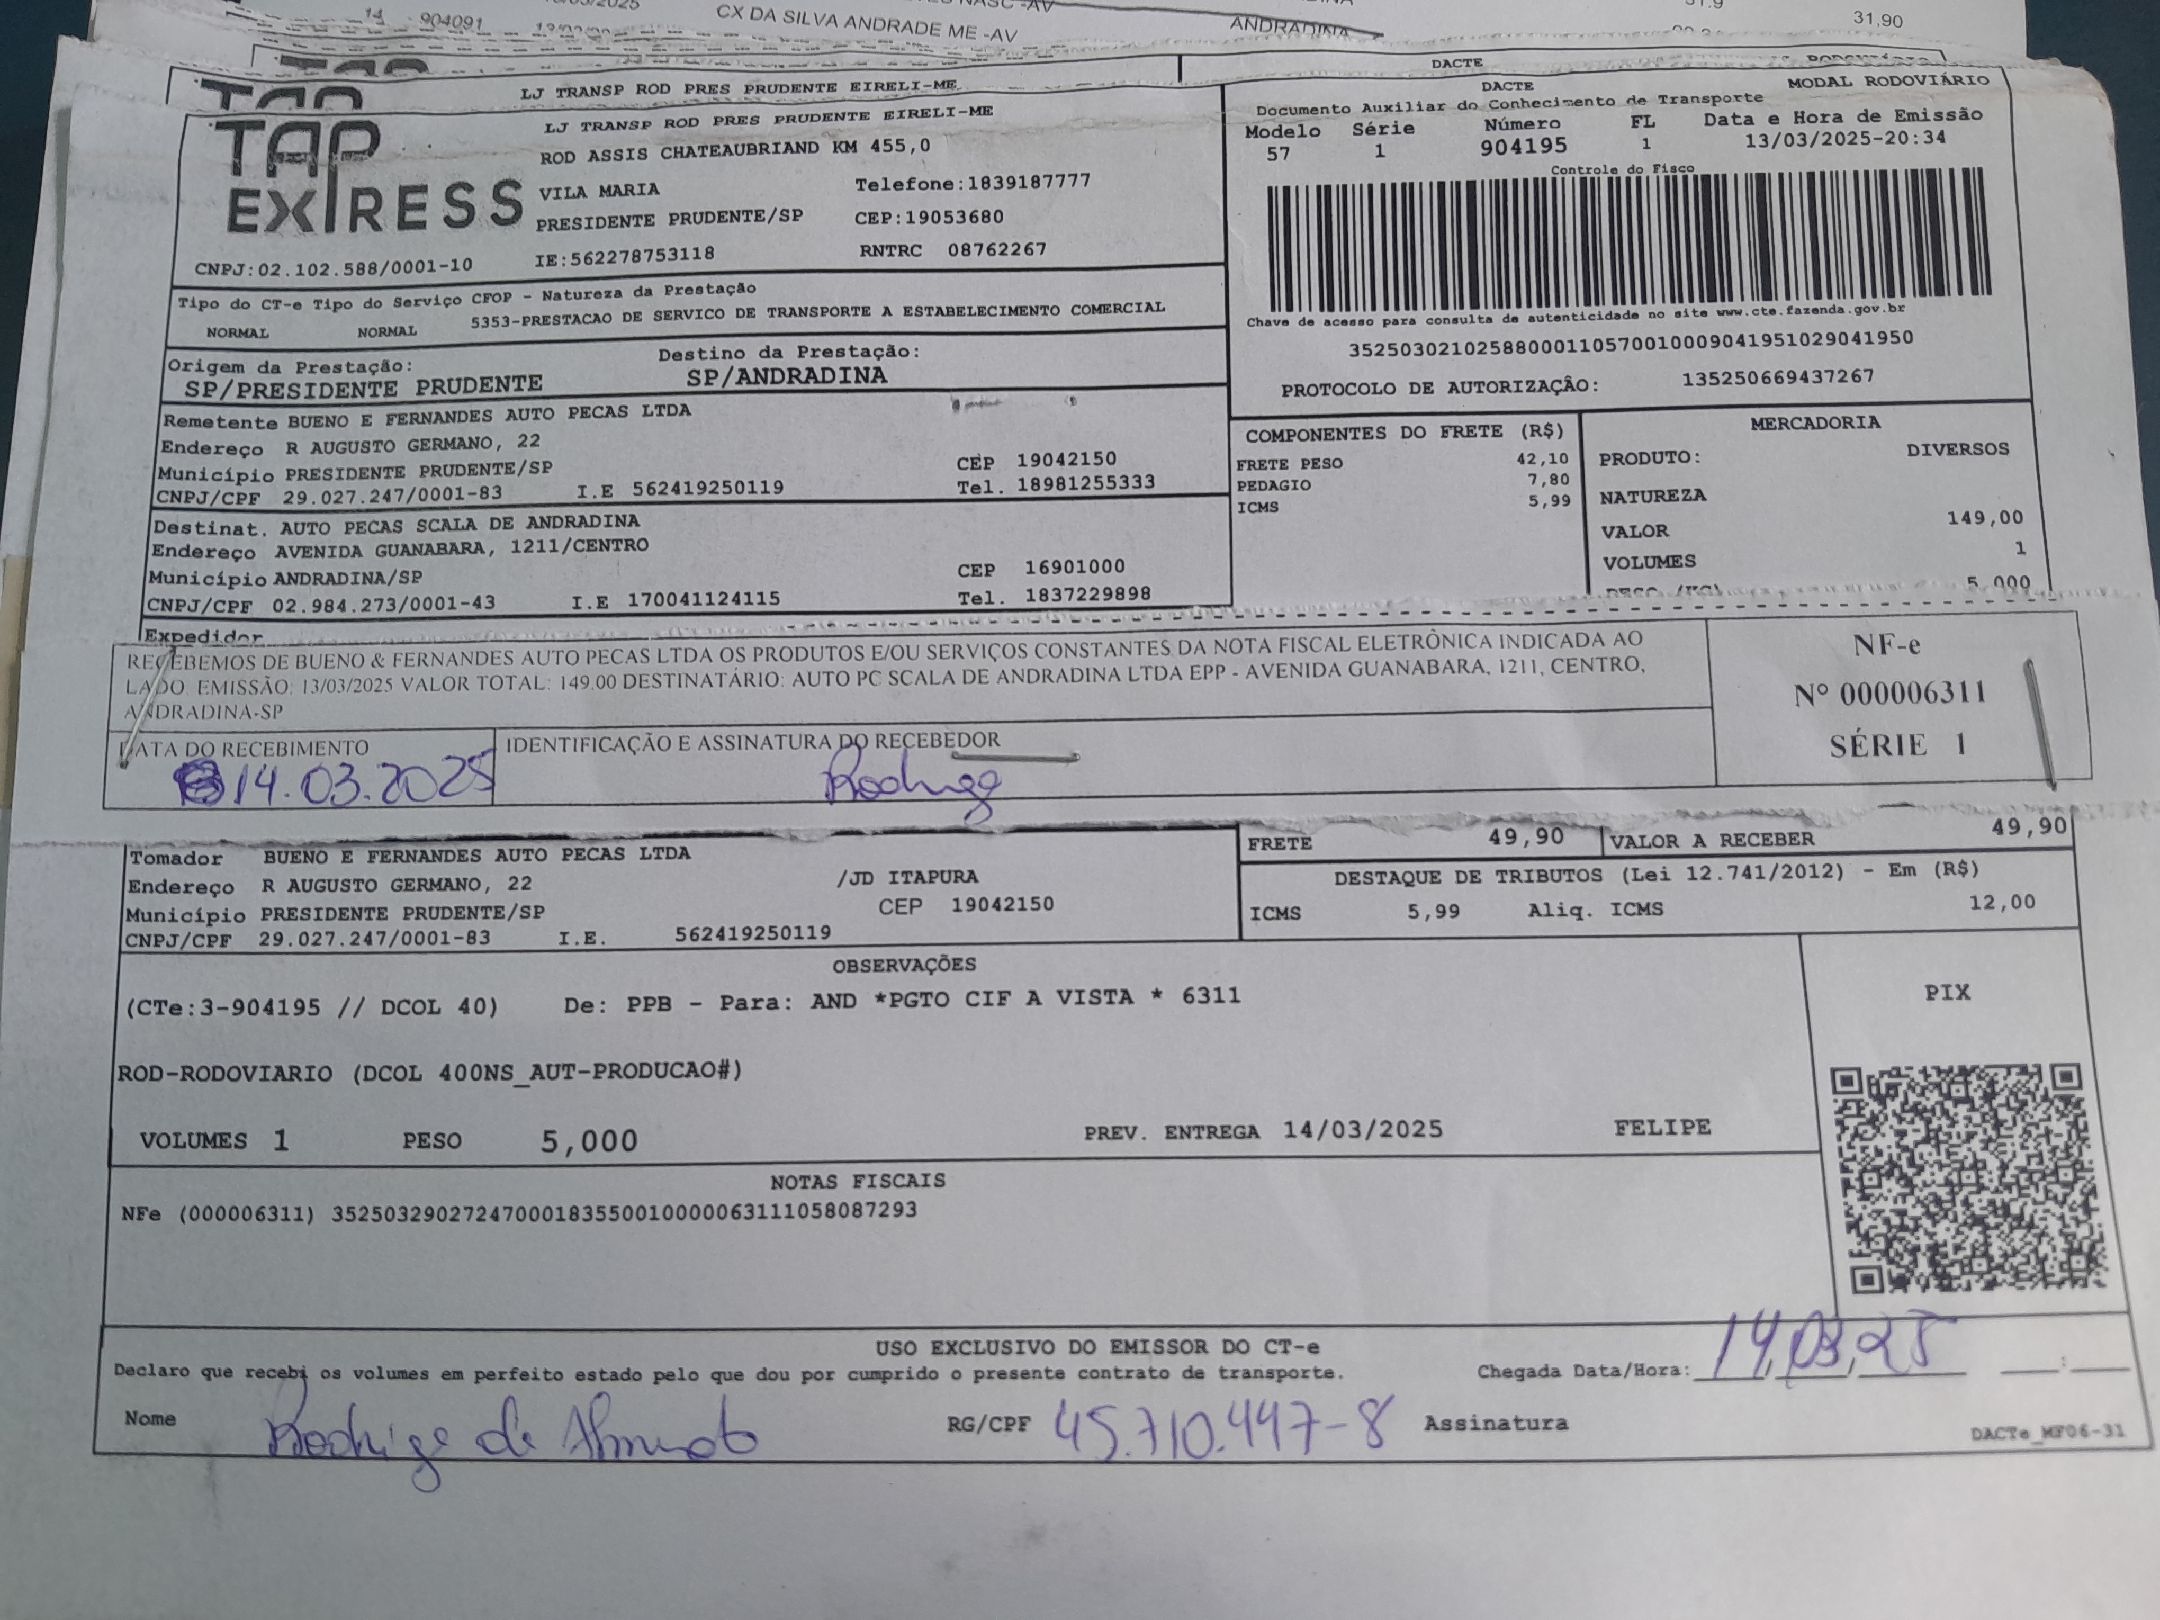 14 904091 CX DA SILVA ANDRADE ME -AV ANDRADINA 31,90
DACTE
LJ TRANSP ROD PRES PRUDENTE EIRELI-ME
TAP EXPRESS
LJ TRANSP ROD PRES PRUDENTE EIRELI-ME
ROD ASSIS CHATEAUBRIAND KM 455,0
VILA MARIA Telefone:1839187777
PRESIDENTE PRUDENTE/SP CEP:19053680
CNPJ:02.102.588/0001-10 IE:562278753118 RNTRC 08762267
DACTE MODAL RODOVIÁRIO
Documento Auxiliar do Conhecimento de Transporte
Modelo Série Número FL Data e Hora de Emissão
57 1 904195 1 13/03/2025-20:34
Controle do Fisco
Chave de acesso para consulta de autenticidade no site www.cte.fazenda.gov.br
35250302102588000110570010009041951029041950
PROTOCOLO DE AUTORIZAÇÂO: 135250669437267
Tipo do CT-e Tipo do Serviço CFOP - Natureza da Prestação
NORMAL NORMAL 5353-PRESTACAO DE SERVICO DE TRANSPORTE A ESTABELECIMENTO COMERCIAL
Origem da Prestação: Destino da Prestação:
SP/PRESIDENTE PRUDENTE SP/ANDRADINA
Remetente BUENO E FERNANDES AUTO PECAS LTDA
Endereço R AUGUSTO GERMANO, 22
Município PRESIDENTE PRUDENTE/SP CEP 19042150
CNPJ/CPF 29.027.247/0001-83 I.E 562419250119 Tel. 18981255333
Destinat. AUTO PECAS SCALA DE ANDRADINA
Endereço AVENIDA GUANABARA, 1211/CENTRO
Município ANDRADINA/SP CEP 16901000
CNPJ/CPF 02.984.273/0001-43 I.E 170041124115 Tel. 1837229898
Expedidor
COMPONENTES DO FRETE (R$)
FRETE PESO 42,10
PEDAGIO 7,80
ICMS 5,99
MERCADORIA
PRODUTO: DIVERSOS
NATUREZA
VALOR 149,00
VOLUMES 1
5,000
RECEBEMOS DE BUENO & FERNANDES AUTO PECAS LTDA OS PRODUTOS E/OU SERVIÇOS CONSTANTES DA NOTA FISCAL ELETRÔNICA INDICADA AO
LADO. EMISSÃO: 13/03/2025 VALOR TOTAL: 149.00 DESTINATÁRIO: AUTO PC SCALA DE ANDRADINA LTDA EPP - AVENIDA GUANABARA, 1211, CENTRO,
ANDRADINA-SP
DATA DO RECEBIMENTO IDENTIFICAÇÃO E ASSINATURA DO RECEBEDOR
14.03.2025 Rodrigo
NF-e
N° 000006311
SÉRIE 1
Tomador BUENO E FERNANDES AUTO PECAS LTDA
Endereço R AUGUSTO GERMANO, 22 /JD ITAPURA
Município PRESIDENTE PRUDENTE/SP CEP 19042150
CNPJ/CPF 29.027.247/0001-83 I.E. 562419250119
FRETE 49,90 VALOR A RECEBER 49,90
DESTAQUE DE TRIBUTOS (Lei 12.741/2012) - Em (R$)
ICMS 5,99 Aliq. ICMS 12,00
OBSERVAÇÕES
(CTe:3-904195 // DCOL 40) De: PPB - Para: AND *PGTO CIF A VISTA * 6311
ROD-RODOVIARIO (DCOL 400NS_AUT-PRODUCAO#)
VOLUMES 1 PESO 5,000 PREV. ENTREGA 14/03/2025 FELIPE
PIX
NOTAS FISCAIS
NFe (000006311) 35250329027247000183550010000063111058087293
USO EXCLUSIVO DO EMISSOR DO CT-e
Declaro que recebi os volumes em perfeito estado pelo que dou por cumprido o presente contrato de transporte. Chegada Data/Hora: 14,03,25
Nome Rodrigo de RG/CPF 45.710.447-8 Assinatura
DACTe_MF06-31